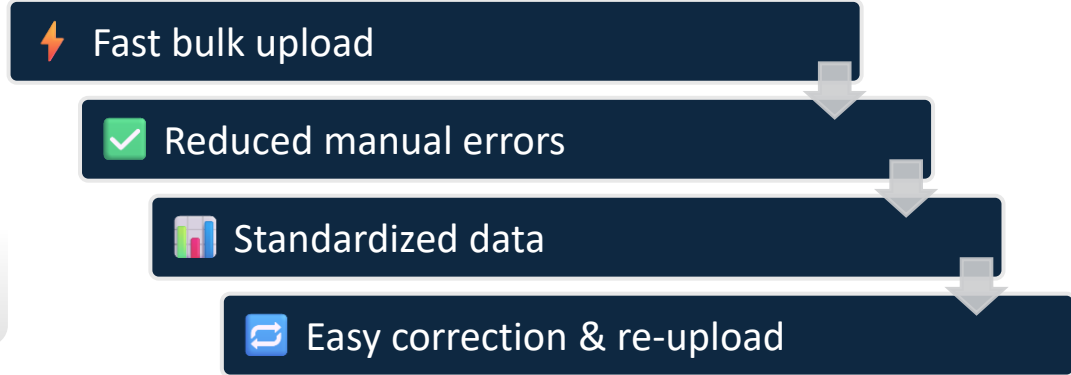 Fast bulk upload
Reduced manual errors
Standardized data
Easy correction & re-upload